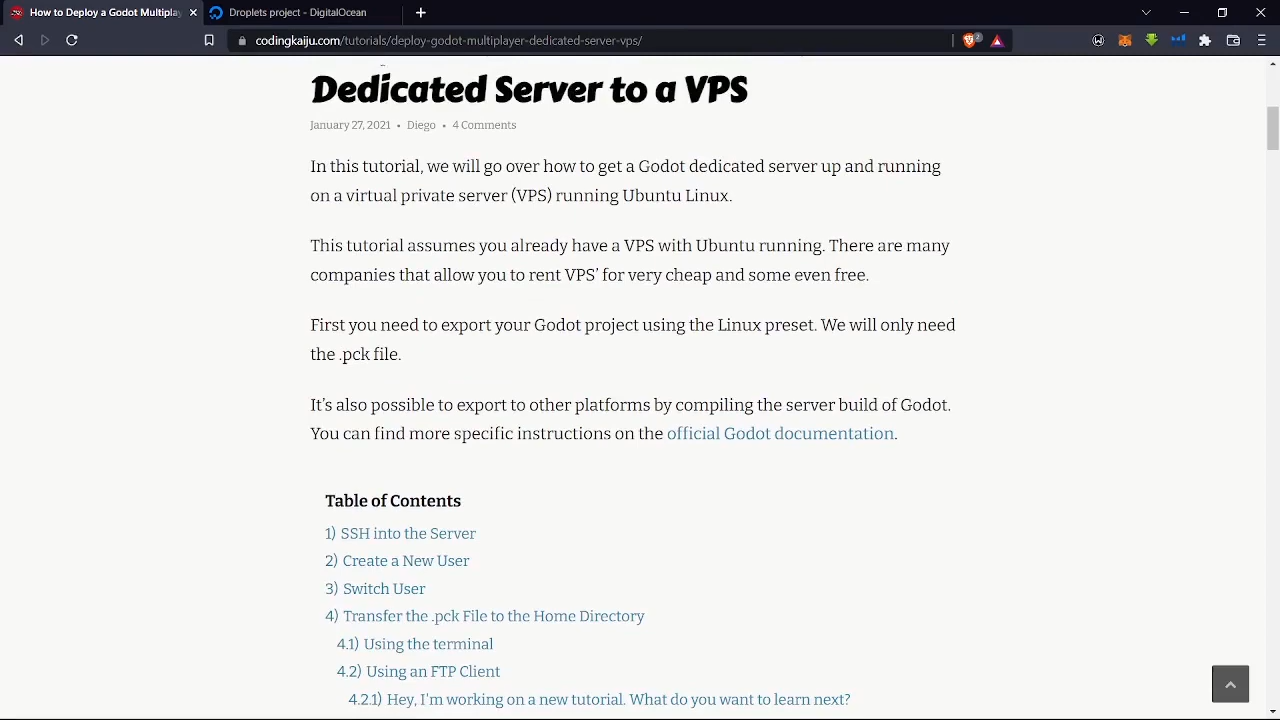 How to Deploy a Godot Multiplay
Droplets project - DigitalOcean
codingkaiju.com/tutorials/deploy-godot-multiplayer-dedicated-server-vps/
2
Dedicated Server to a VPS
January 27, 2021 • Diego • 4 Comments
In this tutorial, we will go over how to get a Godot dedicated server up and running
on a virtual private server (VPS) running Ubuntu Linux.
This tutorial assumes you already have a VPS with Ubuntu running. There are many
companies that allow you to rent VPS’ for very cheap and some even free.
First you need to export your Godot project using the Linux preset. We will only need
the .pck file.
It’s also possible to export to other platforms by compiling the server build of Godot.
You can find more specific instructions on the official Godot documentation.
Table of Contents
1) SSH into the Server
2) Create a New User
3) Switch User
4) Transfer the .pck File to the Home Directory
4.1) Using the terminal
4.2) Using an FTP Client
4.2.1) Hey, I'm working on a new tutorial. What do you want to learn next?